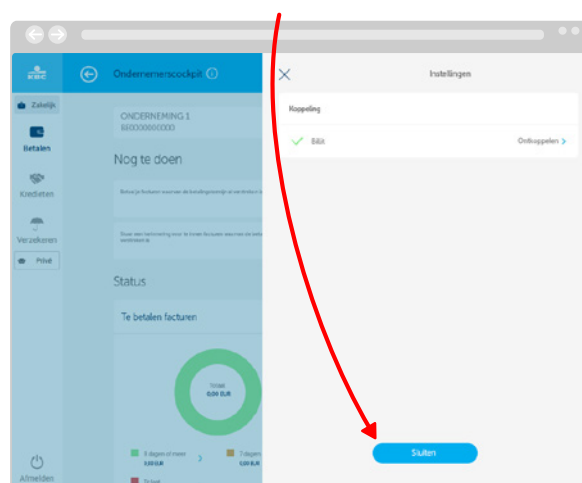 KBC
Ondernemerscockpit
Instellingen
Zakelijk
Betalen
Kredieten
Verzekeren
Privé
Afmelden
ONDERNEMING 1
BE0000000000
Nog te doen
Status
Te betalen facturen
Totaal
0,00 EUR
8 dagen of meer
0,00 EUR
7 dagen
0,00 EUR
Koppeling
Billit
Ontkoppelen
Sluiten